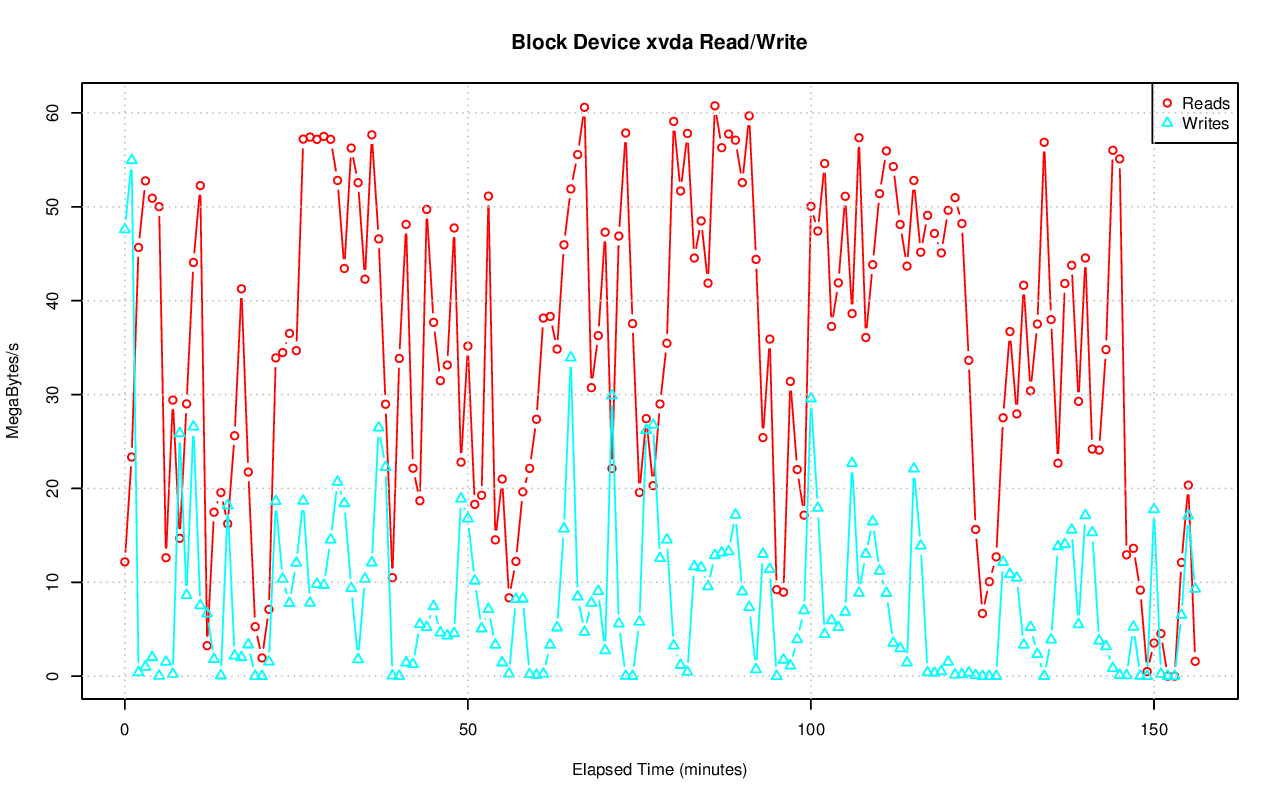 Block Device xvda Read/Write
Reads
Writes
MegaBytes/s
60
50
40
30
20
10
0
0
50
100
150
Elapsed Time (minutes)